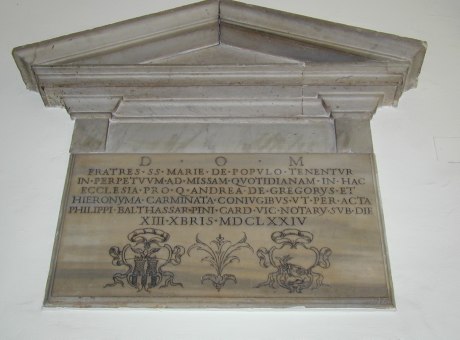 D · O · M
FRATRES · SS · MARIE · DE · POPVLO · TENENTVR
IN · PERPETVVM · AD · MISSAM · QVOTIDIANAM · IN · HAC
ECCLESIA · PRO · Q · ANDREA · DE · GREGORYS · ET
HIERONYMA · CARMINATA · CONIVGIBVS · VT · PER · ACTA
PHILIPPI · BALTHASSAR · PINI · CARD · VIC · NOTARY · SVB · DIE
XIII · XBRIS · MDCLXXIV